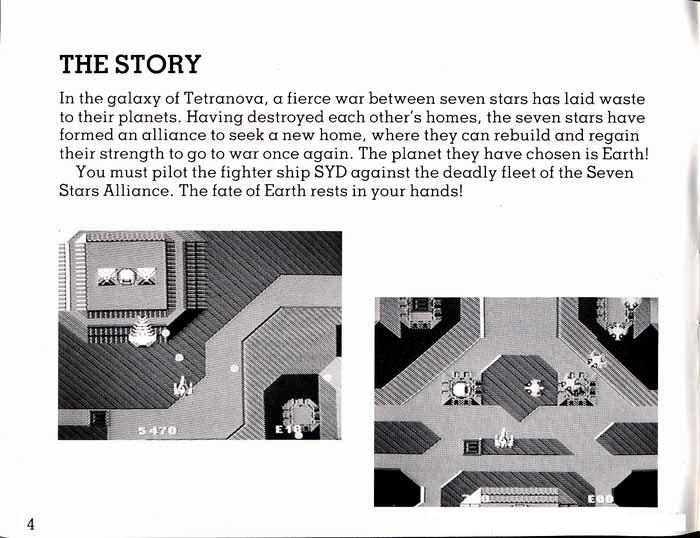 THE STORY
In the galaxy of Tetranova, a fierce war between seven stars has laid waste
to their planets. Having destroyed each other's homes, the seven stars have
formed an alliance to seek a new home, where they can rebuild and regain
their strength to go to war once again. The planet they have chosen is Earth!
You must pilot the fighter ship SYD against the deadly fleet of the Seven
Stars Alliance. The fate of Earth rests in your hands!
5470
E00
4